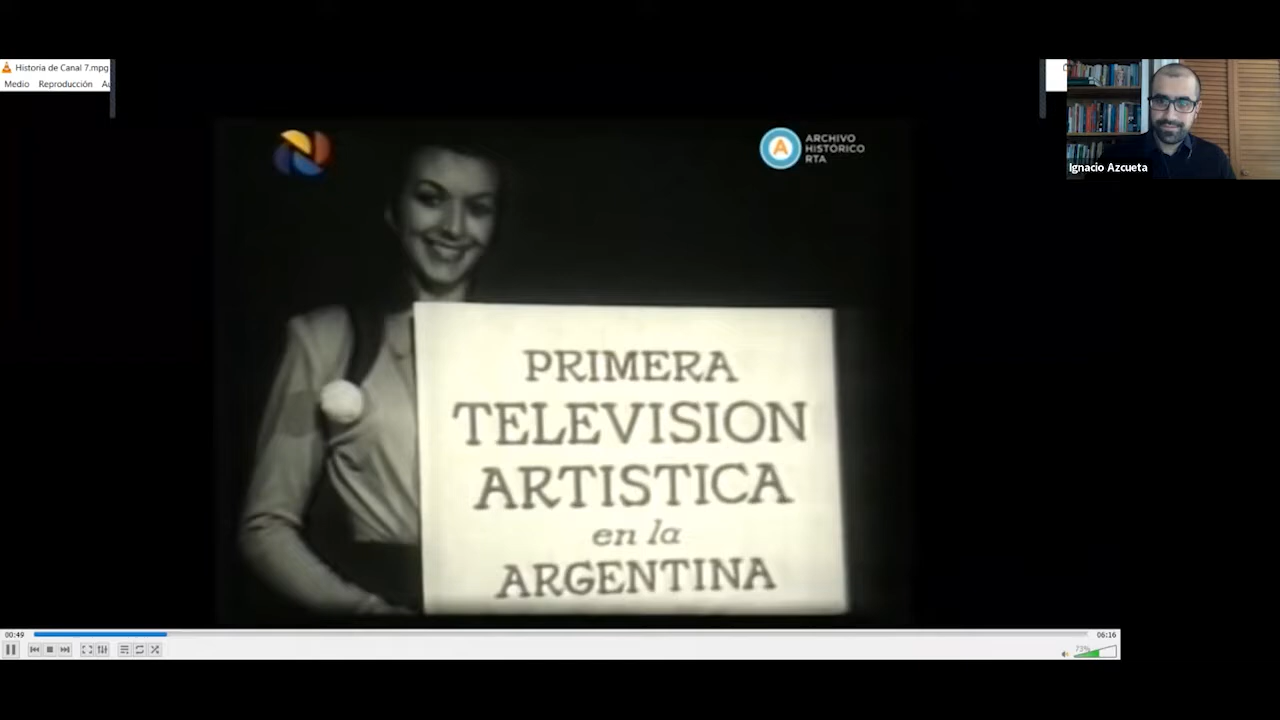 Historia de Canal 7.mpg
Medio Reproducción
ARCHIVO
HISTÓRICO
RTA
Ignacio Azcueta
PRIMERA
TELEVISION
ARTISTICA
en la
ARGENTINA
00:49
06:16
73%